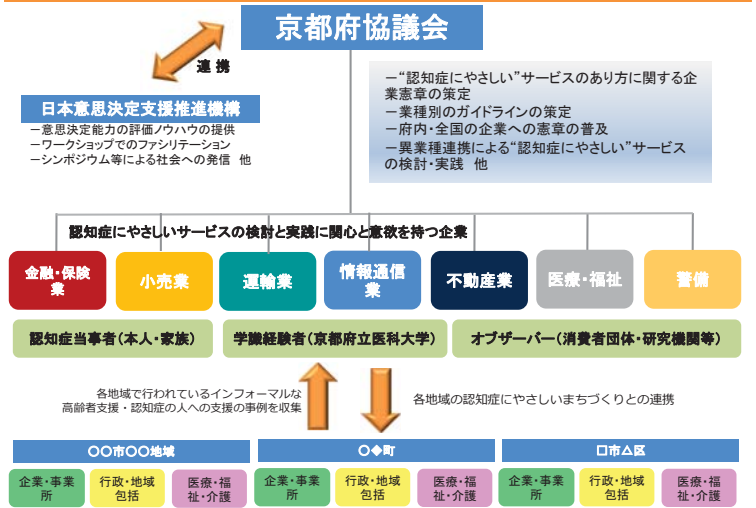 京都府協議会
連携
日本意思決定支援推進機構
－意思決定能力の評価ノウハウの提供
－ワークショップでのファシリテーション
－シンポジウム等による社会への発信　他
－“認知症にやさしい”サービスのあり方に関する企
業憲章の策定
－業種別のガイドラインの策定
－府内・全国の企業への憲章の普及
－異業種連携による“認知症にやさしい”サービス
の検討・実践　他
認知症にやさしいサービスの検討と実践に関心と意欲を持つ企業
金融・保険
業
小売業
運輸業
情報通信
業
不動産業
医療・福祉
警備
認知症当事者（本人・家族）
学識経験者（京都府立医科大学）
オブザーバー（消費者団体・研究機関等）
各地域で行われているインフォーマルな
高齢者支援・認知症の人への支援の事例を収集
各地域の認知症にやさしいまちづくりとの連携
〇〇市〇〇地域
企業・事業
所
行政・地域
包括
医療・福
祉・介護
〇◆町
企業・事業
所
行政・地域
包括
医療・福
祉・介護
□市△区
企業・事業
所
行政・地域
包括
医療・福
祉・介護